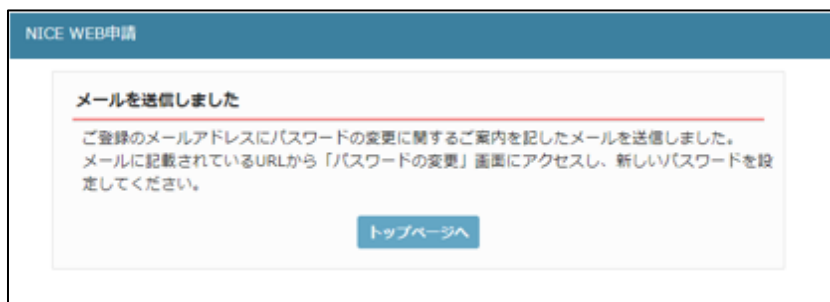 NICE WEB申請
メールを送信しました
ご登録のメールアドレスにパスワードの変更に関するご案内を記したメールを送信しました。
メールに記載されているURLから「パスワードの変更」画面にアクセスし、新しいパスワードを設
定してください。
トップページへ